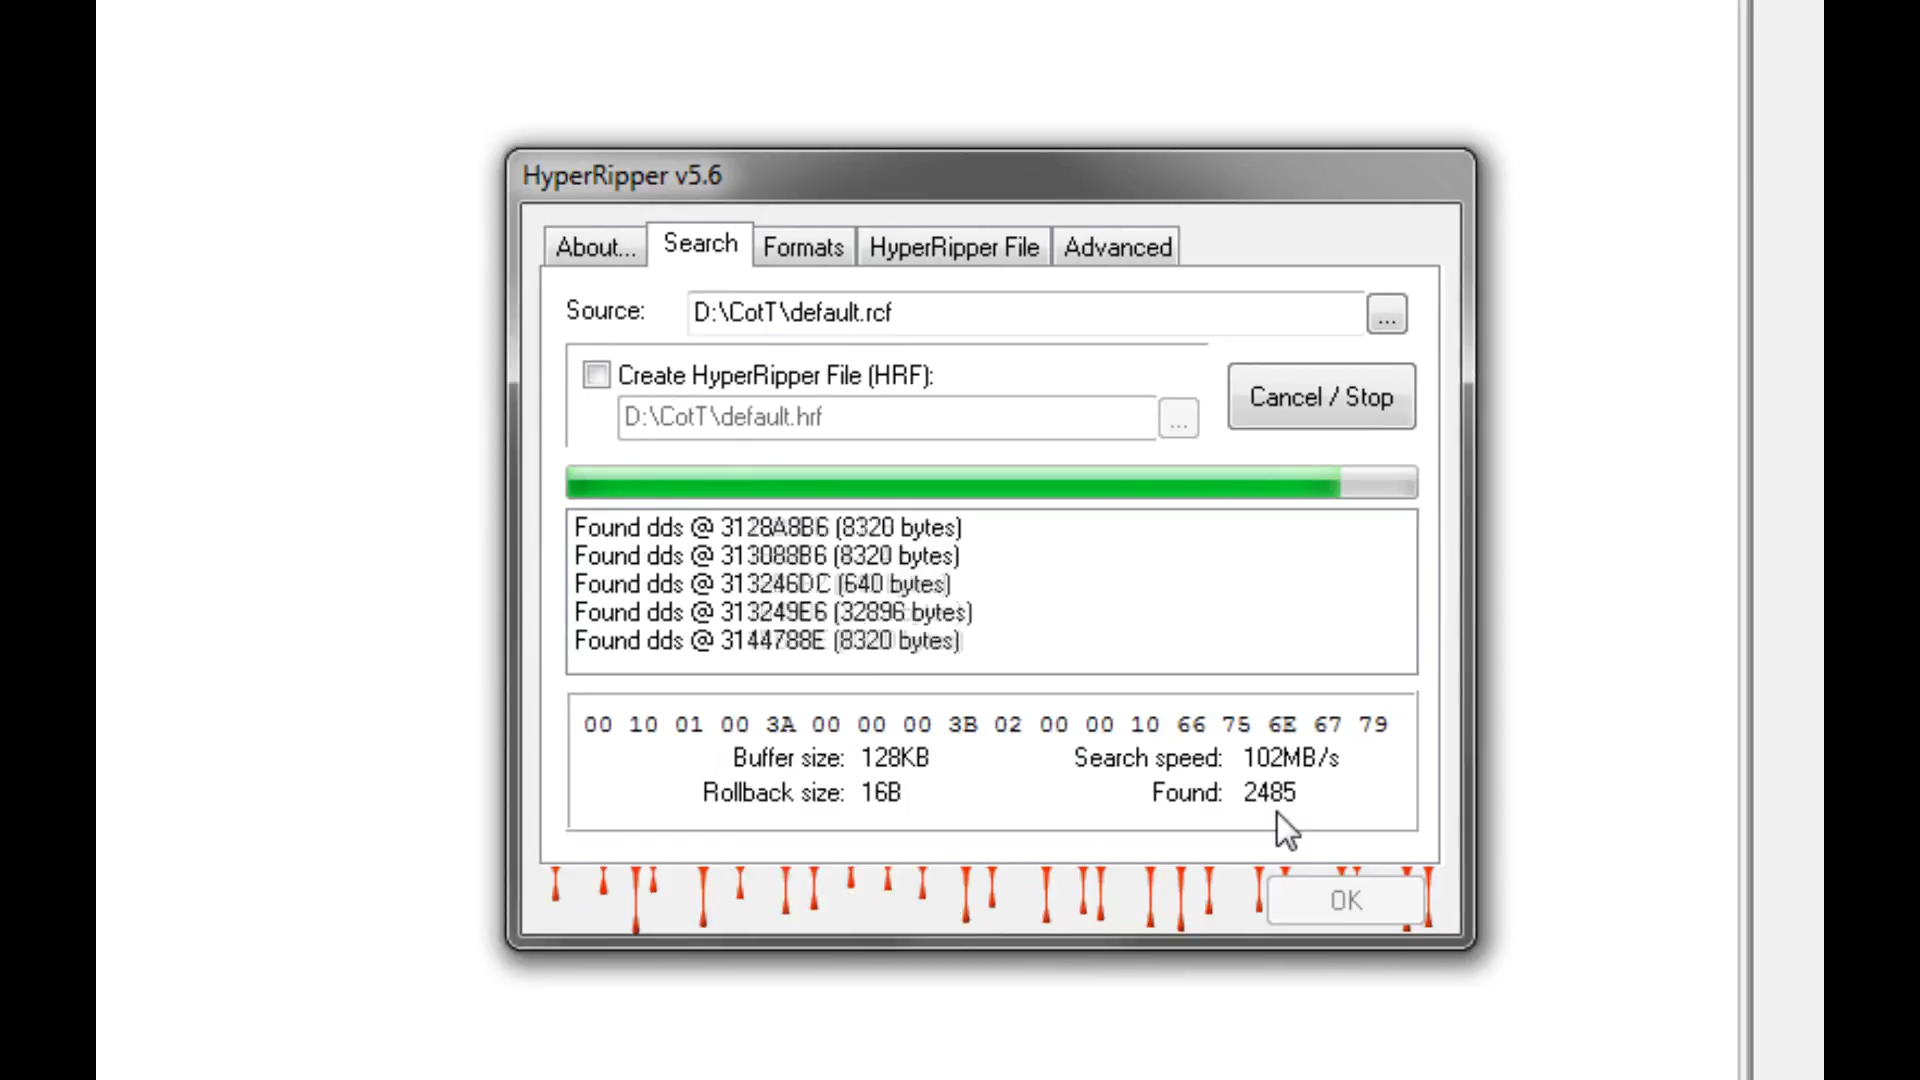 HyperRipper v5.6
About... Search Formats HyperRipper File Advanced
Source: D:\CotT\default.rcf ...
Create HyperRipper File (HRF):
D:\CotT\default.hrf ...
Cancel / Stop
Found dds @ 3128A8B6 (8320 bytes)
Found dds @ 313088B6 (8320 bytes)
Found dds @ 313246DC (640 bytes)
Found dds @ 313249E6 (32896 bytes)
Found dds @ 3144788E (8320 bytes)
00 10 01 00 3A 00 00 00 3B 02 00 00 10 66 75 6E 67 79
Buffer size: 128KB Search speed: 102MB/s
Rollback size: 16B Found: 2485
OK